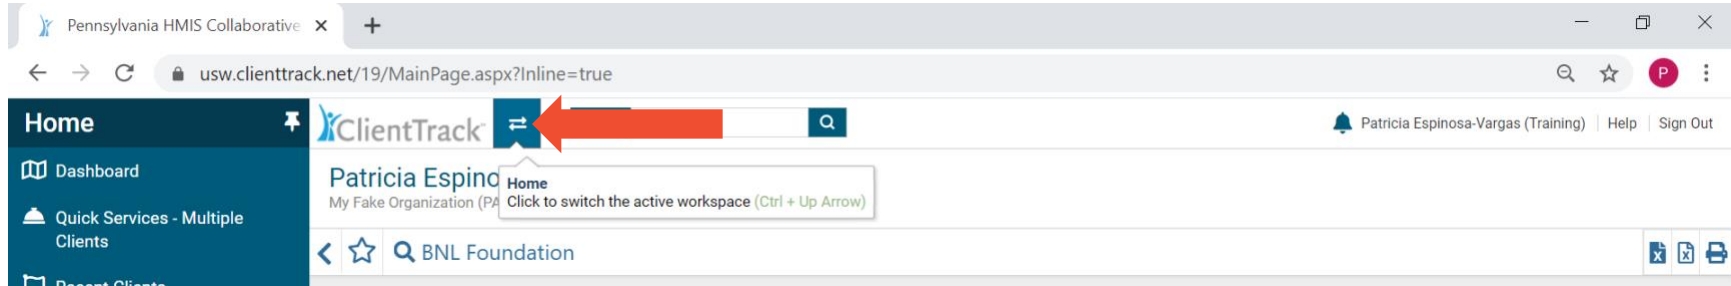 Pennsylvania HMIS Collaborative
usw.clienttrack.net/19/MainPage.aspx?Inline=true
P
Home
ClientTrack
Patricia Espinosa-Vargas (Training) Help Sign Out
Dashboard
Patricia Espino
Home
My Fake Organization (PA
Click to switch the active workspace (Ctrl + Up Arrow)
Quick Services - Multiple
Clients
BNL Foundation
Recent Clients